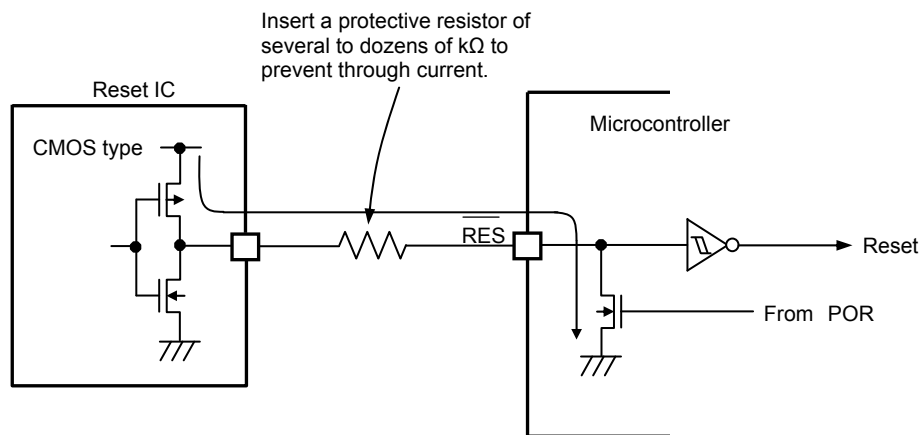 Insert a protective resistor of
several to dozens of kΩ to
prevent through current.
Reset IC
Microcontroller
CMOS type
RES
Reset
From POR